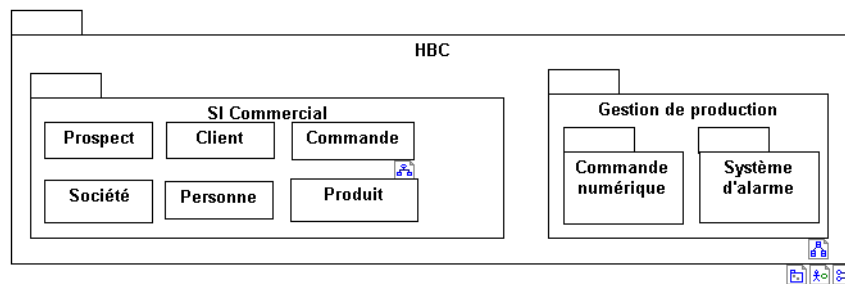 HBC
SI Commercial
Prospect
Client
Commande
Société
Personne
Produit
Gestion de production
Commande
numérique
Système
d'alarme